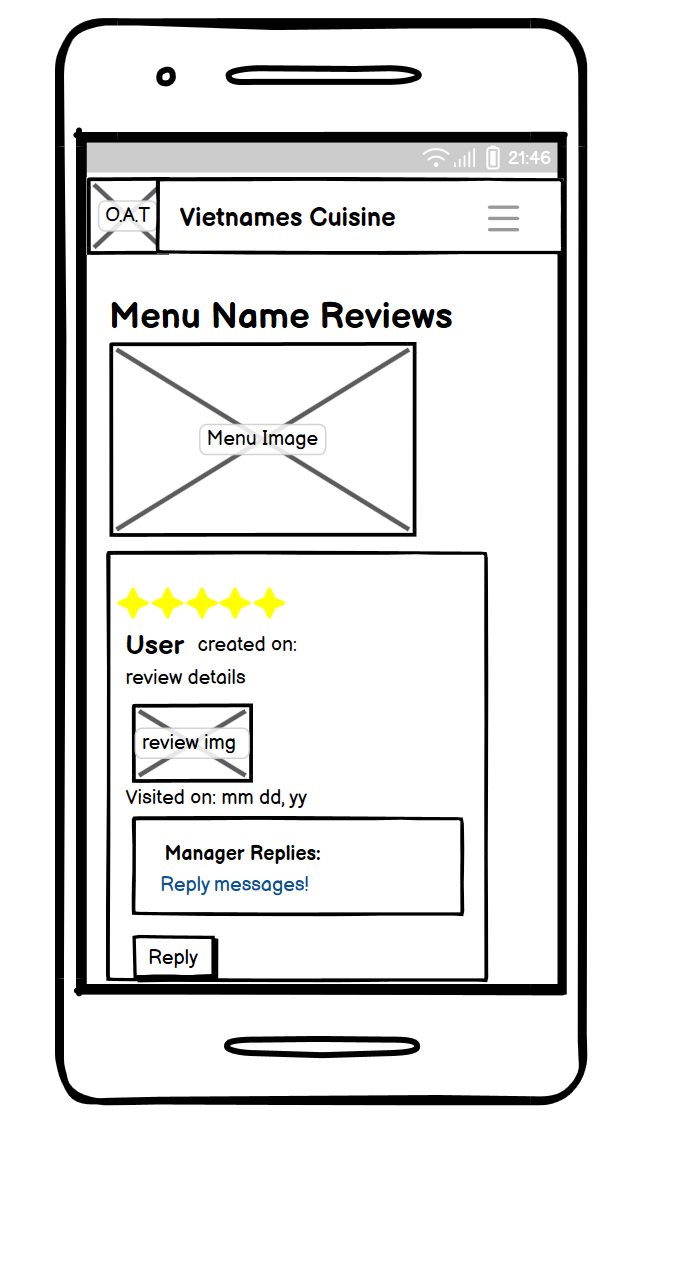 21:46
O.A.T
Vietnames Cuisine
Menu Name Reviews
Menu Image
User created on:
review details
review img
Visited on: mm dd, yy
Manager Replies:
Reply messages!
Reply